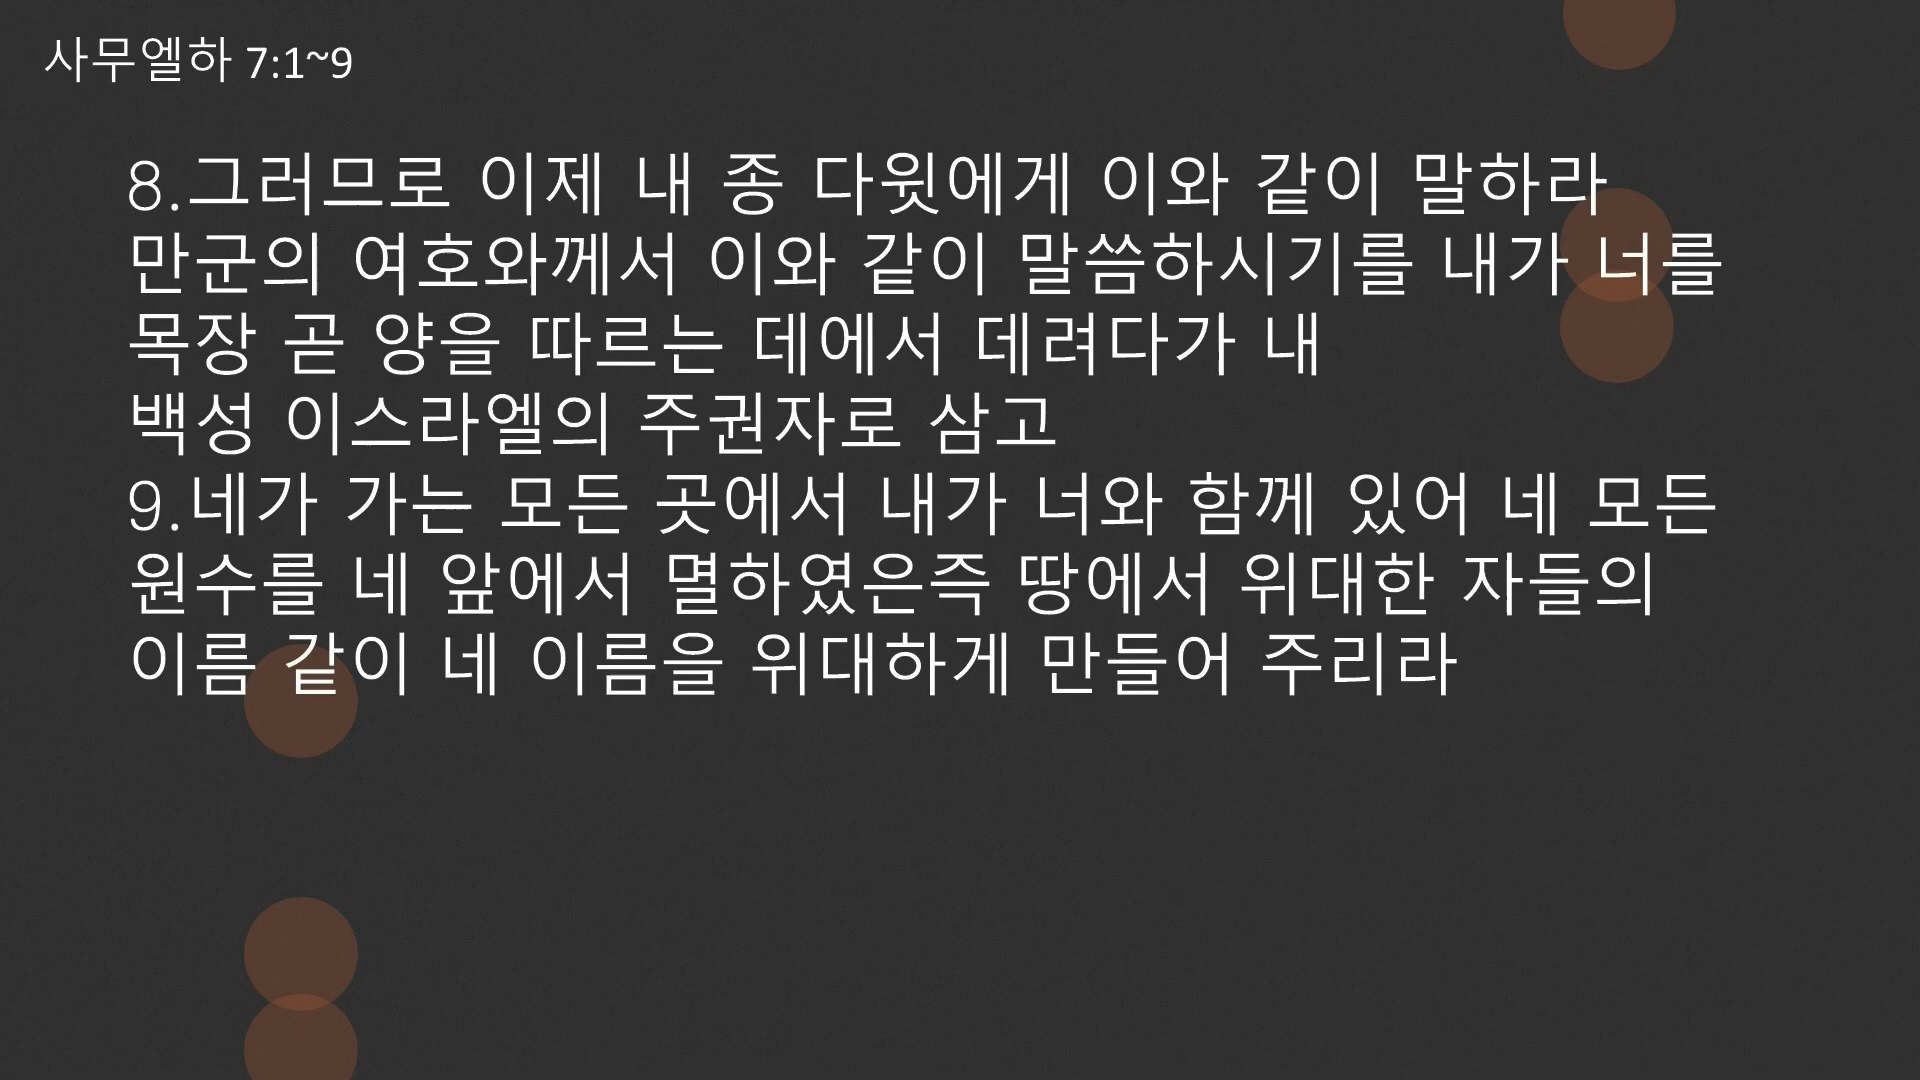 사무엘하 7:1~9
8.그러므로 이제 내 종 다윗에게 이와 같이 말하라
만군의 여호와께서 이와 같이 말씀하시기를 내가 너를
목장 곧 양을 따르는 데에서 데려다가 내
백성 이스라엘의 주권자로 삼고
9.네가 가는 모든 곳에서 내가 너와 함께 있어 네 모든
원수를 네 앞에서 멸하였은즉 땅에서 위대한 자들의
이름 같이 네 이름을 위대하게 만들어 주리라